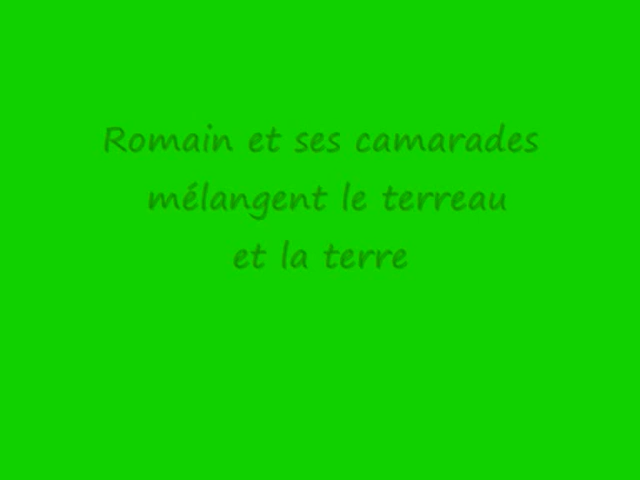 Romain et ses camarades
mélangent le terreau
et la terre